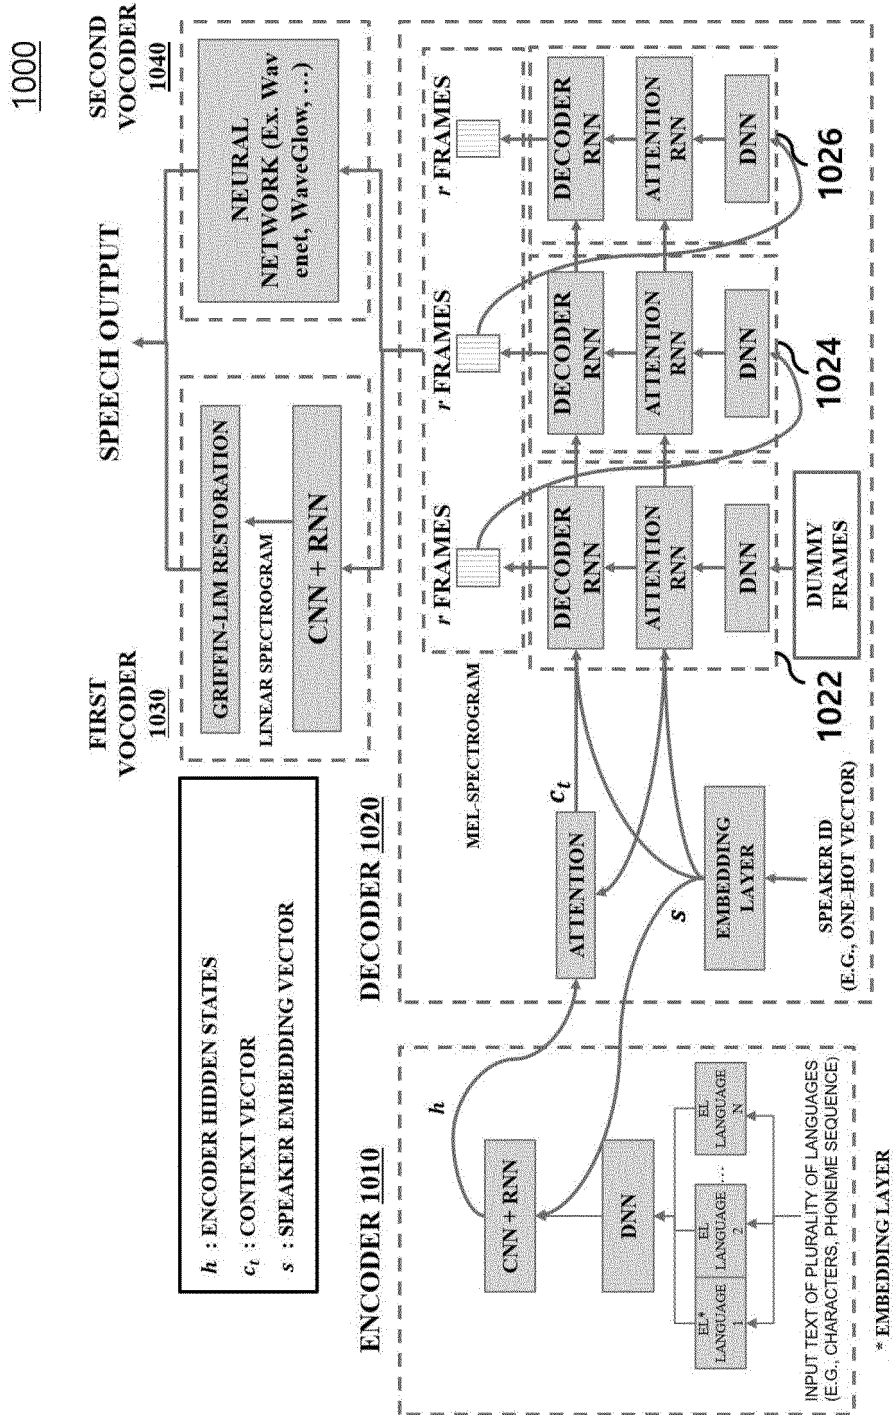 1000
SPEECH OUTPUT
FIRST
VOCODER
1030
GRIFFIN-LIM RESTORATION
LINEAR SPECTROGRAM
CNN + RNN
SECOND
VOCODER
1040
NEURAL
NETWORK (Ex. Wav
enet, WaveGlow, …)
h : ENCODER HIDDEN STATES
cₜ : CONTEXT VECTOR
s : SPEAKER EMBEDDING VECTOR
ENCODER 1010
h
CNN + RNN
DNN
EL*
LANGUAGE
1
EL
LANGUAGE
2
...
EL
LANGUAGE
N
INPUT TEXT OF PLURALITY OF LANGUAGES
(E.G., CHARACTERS, PHONEME SEQUENCE)
* EMBEDDING LAYER
DECODER 1020
MEL-SPECTROGRAM
ATTENTION
cₜ
s
EMBEDDING
LAYER
SPEAKER ID
(E.G., ONE-HOT VECTOR)
r FRAMES
DECODER
RNN
ATTENTION
RNN
DNN
DUMMY
FRAMES
1022
r FRAMES
DECODER
RNN
ATTENTION
RNN
DNN
1024
r FRAMES
DECODER
RNN
ATTENTION
RNN
DNN
1026